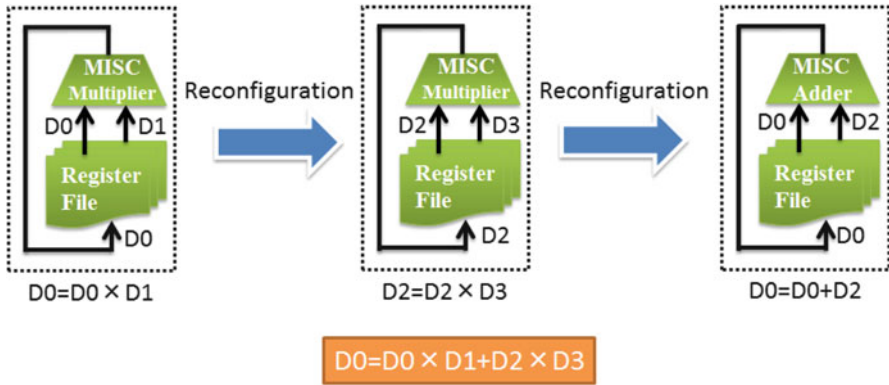 MISC
Multiplier
D0
D1
Register
File
D0
D0=D0×D1
Reconfiguration
MISC
Multiplier
D2
D3
Register
File
D2
D2=D2×D3
Reconfiguration
MISC
Adder
D0
D2
Register
File
D0
D0=D0+D2
D0=D0×D1+D2×D3